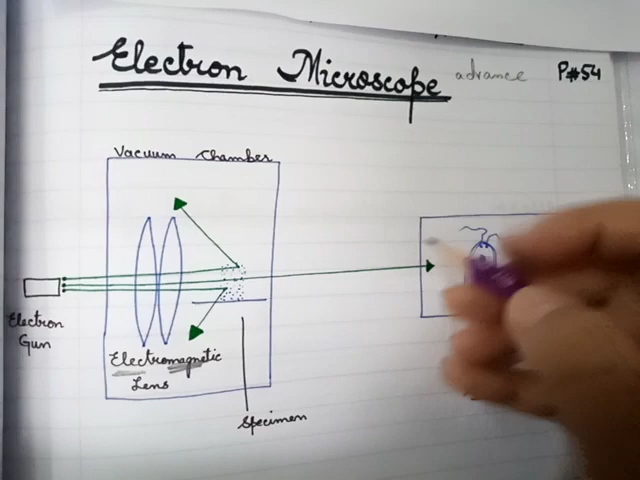 Electron Microscope advance P#54
Vacuum Chamber
Electron
Gun
Electromagnetic
Lens
Specimen